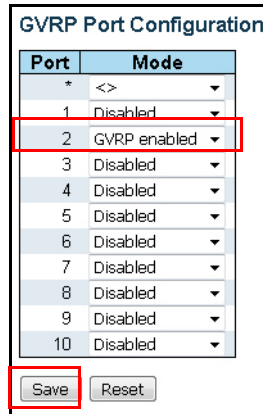 GVRP Port Configuration
Port Mode
* <>
1 Disabled
2 GVRP enabled
3 Disabled
4 Disabled
5 Disabled
6 Disabled
7 Disabled
8 Disabled
9 Disabled
10 Disabled
Save Reset